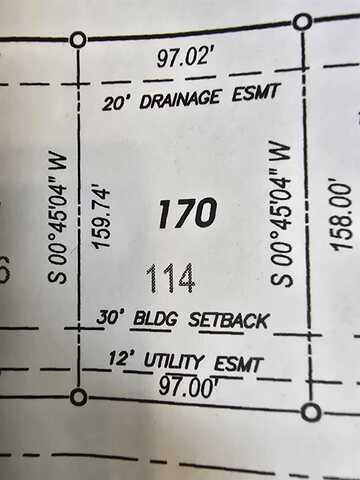 97.02'
20' DRAINAGE ESMT
S 00°45'04" W
159.74'
170
114
S 00°45'04" W
158.00'
30' BLDG SETBACK
12' UTILITY ESMT
97.00'